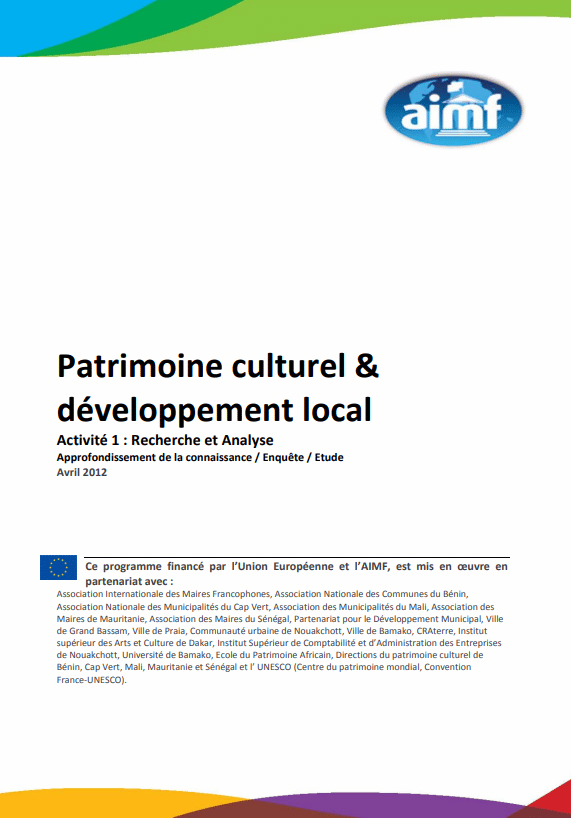 aimf
Patrimoine culturel &
développement local
Activité 1 : Recherche et Analyse
Approfondissement de la connaissance / Enquête / Etude
Avril 2012
Ce programme financé par l’Union Européenne et l’AIMF, est mis en œuvre en
partenariat avec :
Association Internationale des Maires Francophones, Association Nationale des Communes du Bénin,
Association Nationale des Municipalités du Cap Vert, Association des Municipalités du Mali, Association des
Maires de Mauritanie, Association des Maires du Sénégal, Partenariat pour le Développement Municipal, Ville
de Grand Bassam, Ville de Praia, Communauté urbaine de Nouakchott, Ville de Bamako, CRAterre, Institut
supérieur des Arts et Culture de Dakar, Institut Supérieur de Comptabilité et d’Administration des Entreprises
de Nouakchott, Université de Bamako, Ecole du Patrimoine Africain, Directions du patrimoine culturel de
Bénin, Cap Vert, Mali, Mauritanie et Sénégal et l’ UNESCO (Centre du patrimoine mondial, Convention
France-UNESCO).